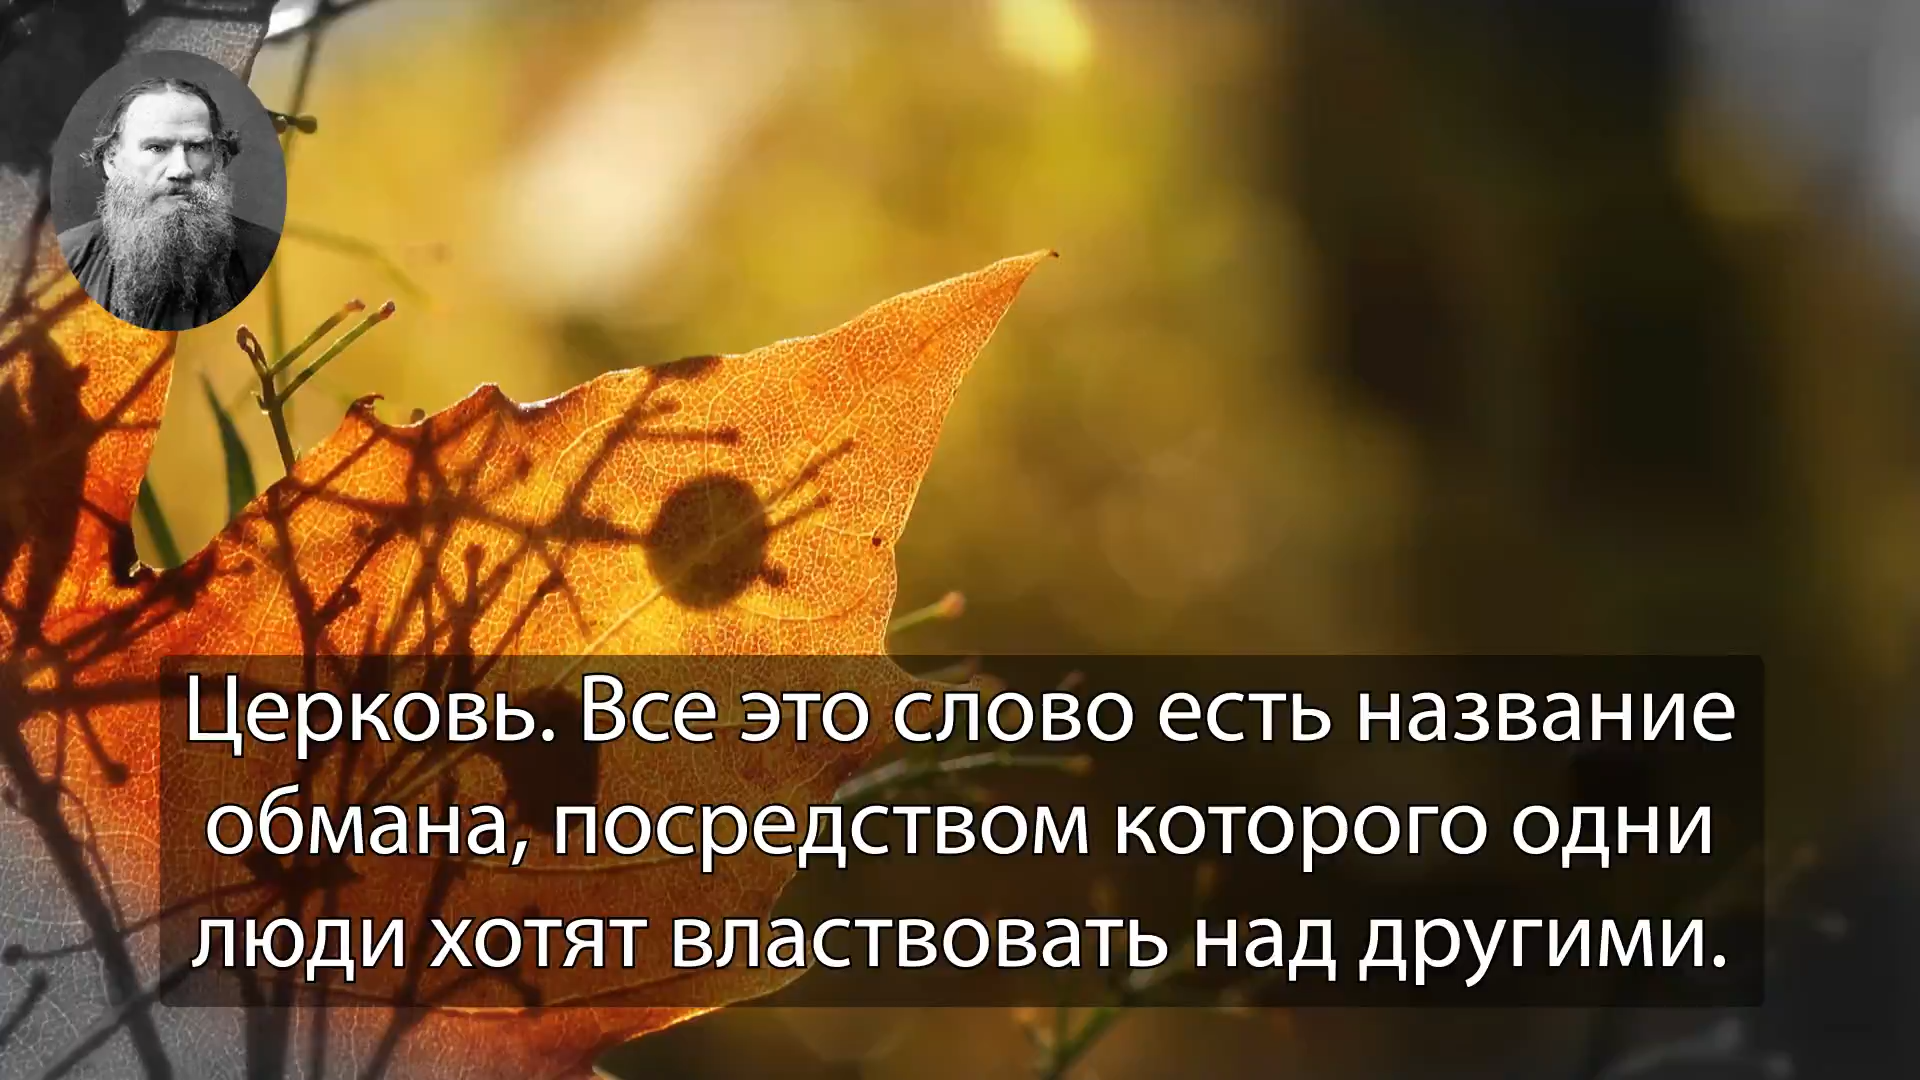 Церковь. Все это слово есть название
обмана, посредством которого одни
люди хотят властвовать над другими.